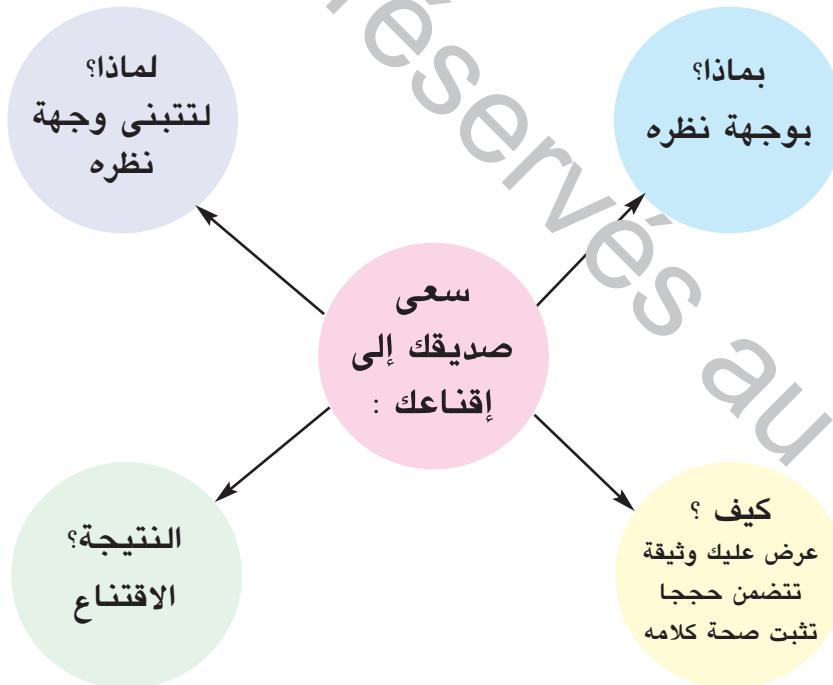 بماذا؟
بوجهة نظره
لماذا؟
لتتبنى وجهة
نظره
سعى
صديقك إلى
إقناعك :
كيف ؟
عرض عليك وثيقة
تتضمن حججا
تثبت صحة كلامه
النتيجة؟
الاقتناع
réservés au